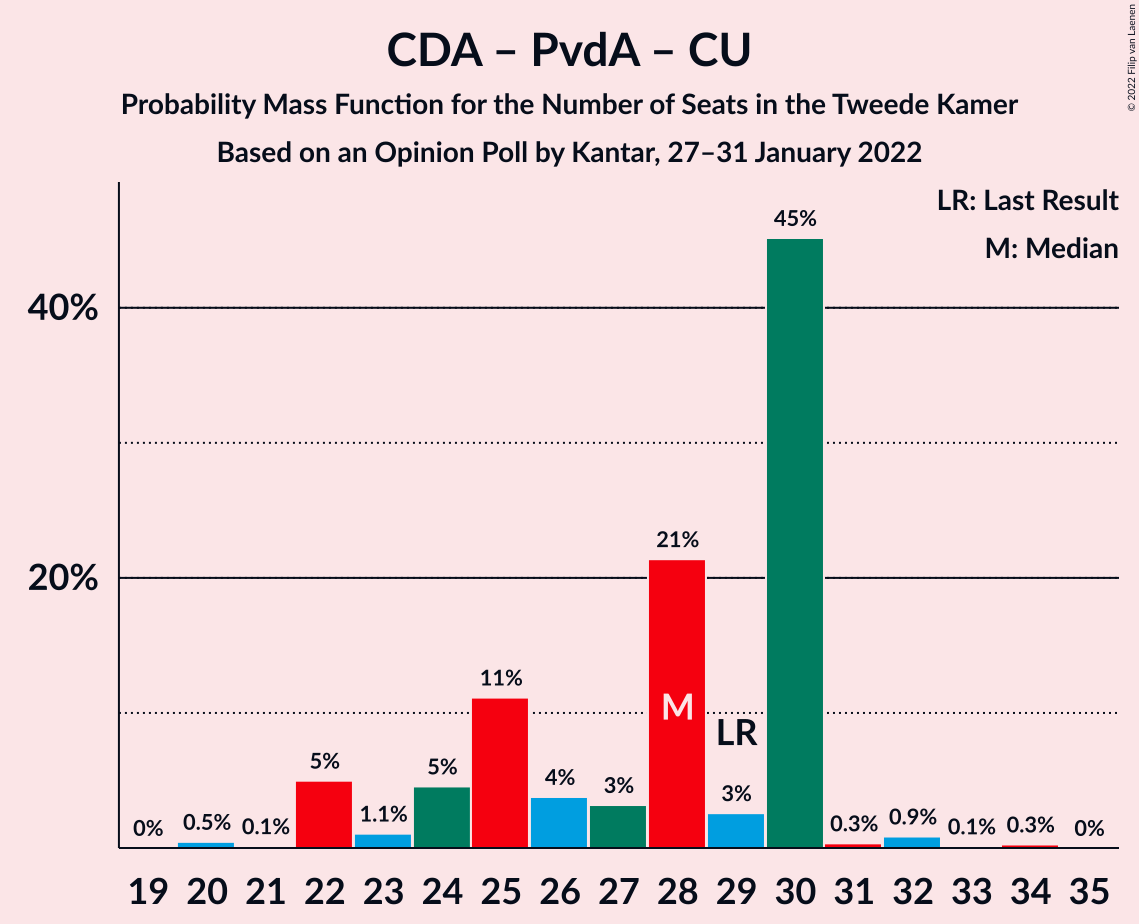 CDA – PvdA – CU
Probability Mass Function for the Number of Seats in the Tweede Kamer
Based on an Opinion Poll by Kantar, 27–31 January 2022
© 2022 Filip van Laenen
LR: Last Result
M: Median
45%
40%
21%
20%
11%
M
LR
5%
5%
4%
3%
3%
0%
0.5%
0.1%
1.1%
0.3%
0.9%
0.1%
0.3%
0%
19 20 21 22 23 24 25 26 27 28 29 30 31 32 33 34 35